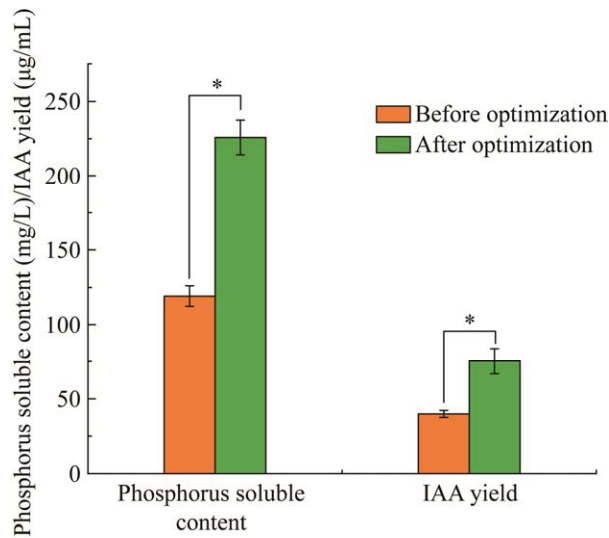 Phosphorus soluble content (mg/L)/IAA yield (μg/mL)
250
200
150
100
50
0
*
*
Before optimization
After optimization
Phosphorus soluble
content
IAA yield